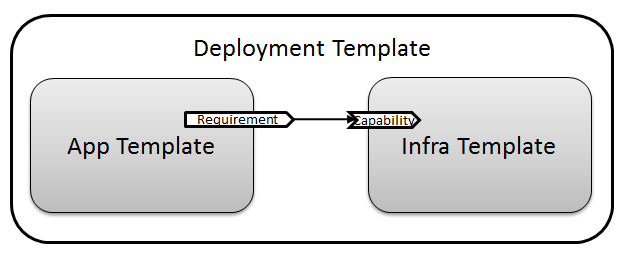 Deployment Template
Requirement
Capability
App Template
Infra Template